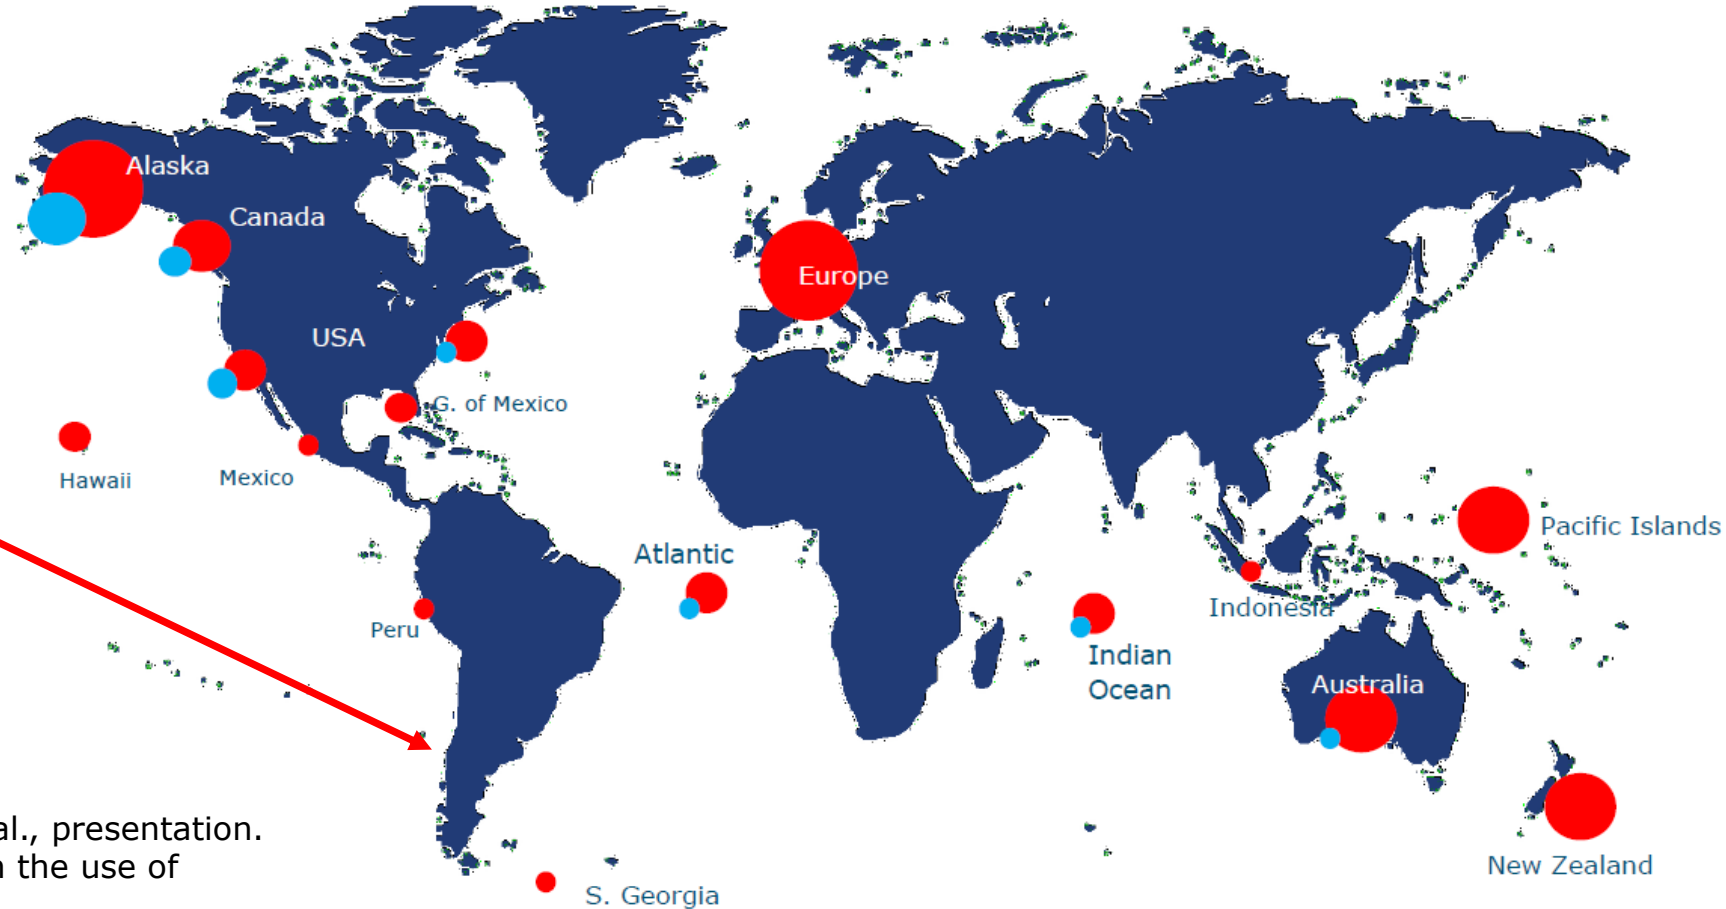 Alaska
Canada
Europe
USA
G. of Mexico
Hawaii
Mexico
Pacific Islands
Atlantic
Indonesia
Peru
Indian
Ocean
Australia
al., presentation.
the use of
New Zealand
S. Georgia